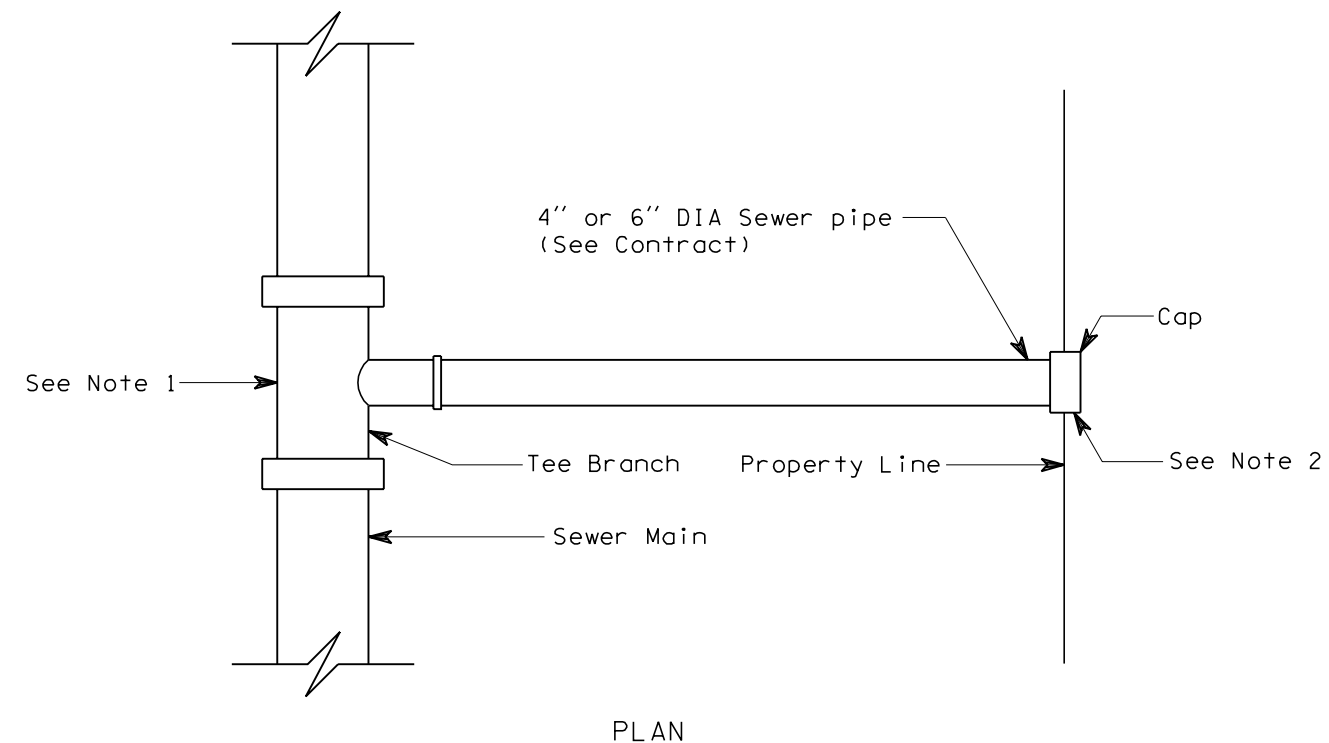 4'' or 6'' DIA Sewer pipe
(See Contract)
Cap
See Note 1
Tee Branch
Property Line
See Note 2
Sewer Main
PLAN